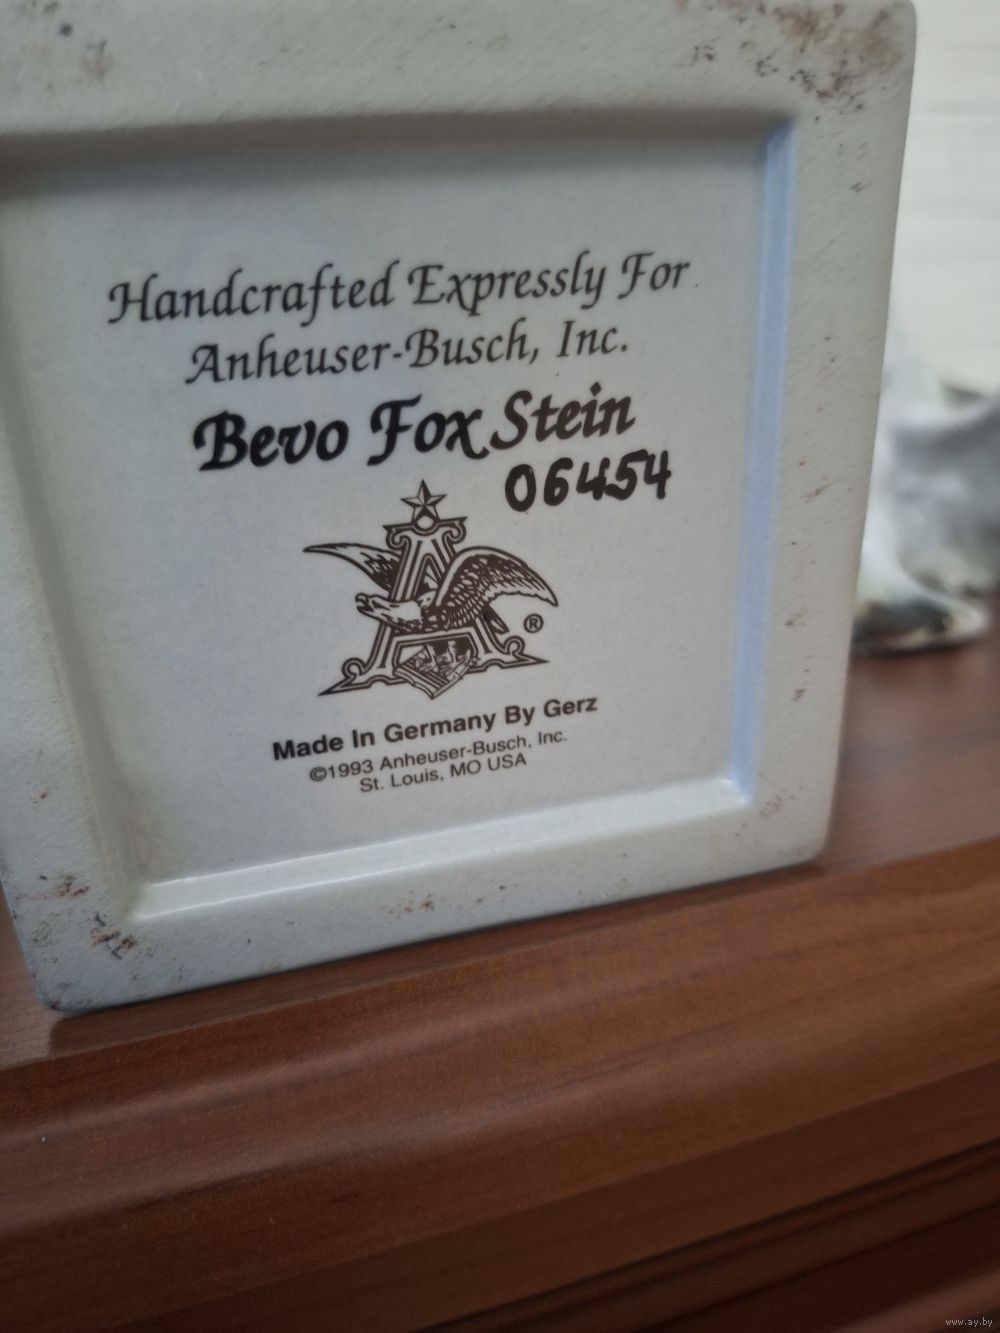 Handcrafted Expressly For
Anheuser-Busch, Inc.
Bevo Fox Stein
06454
A
®
Made In Germany By Gerz
©1993 Anheuser-Busch, Inc.
St. Louis, MO USA
www.ay.by